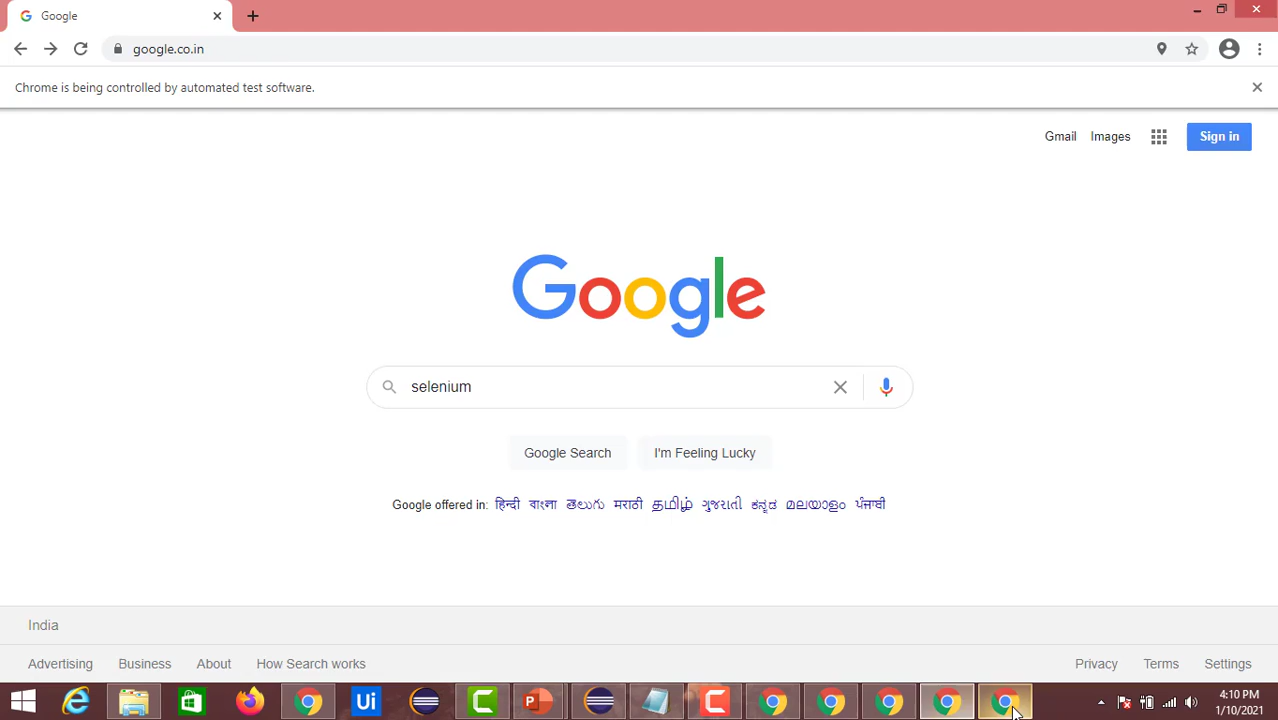 Google
google.co.in
Chrome is being controlled by automated test software.
Gmail Images Sign in
Google
selenium
Google Search I'm Feeling Lucky
Google offered in: हिन्दी বাংলা తెలుగు मराठी தமிழ் ગુજરાતી ಕನ್ನಡ മലയാളം ਪੰਜਾਬੀ
India
Advertising Business About How Search works Privacy Terms Settings
Ui
4:10 PM
1/10/2021